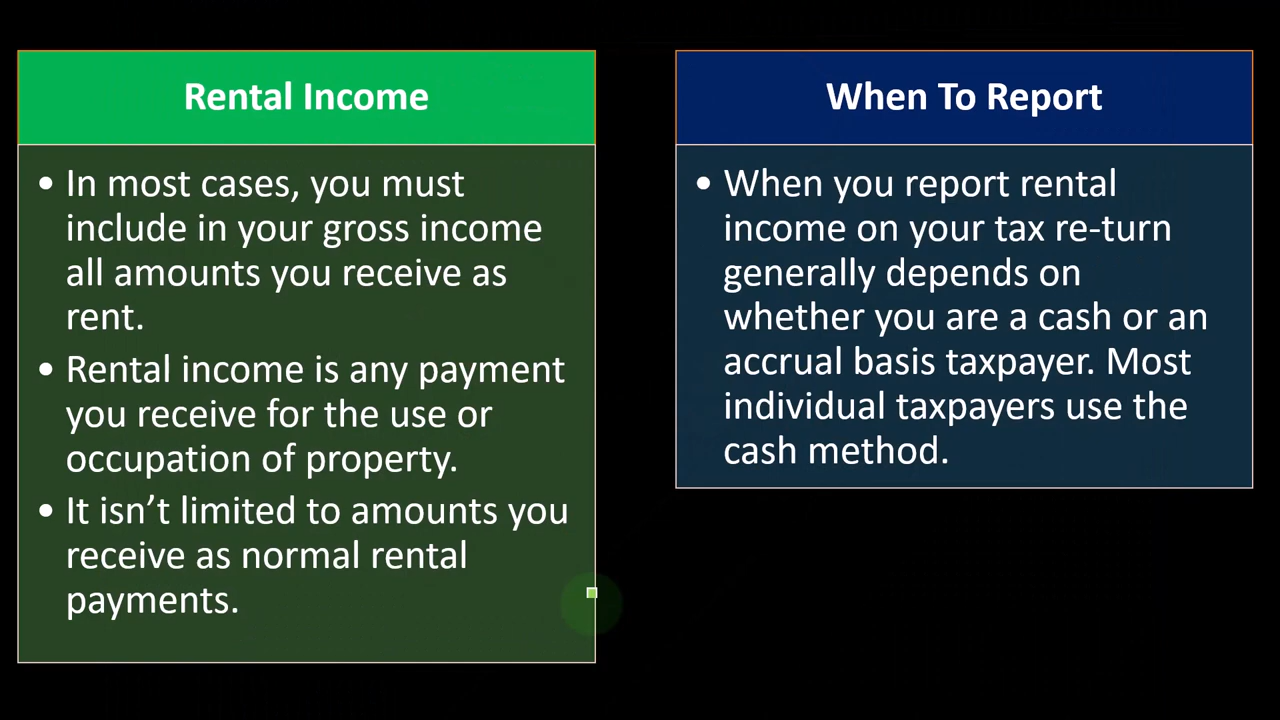 Rental Income
• In most cases, you must
include in your gross income
all amounts you receive as
rent.
• Rental income is any payment
you receive for the use or
occupation of property.
• It isn’t limited to amounts you
receive as normal rental
payments.
When To Report
• When you report rental
income on your tax re-turn
generally depends on
whether you are a cash or an
accrual basis taxpayer. Most
individual taxpayers use the
cash method.